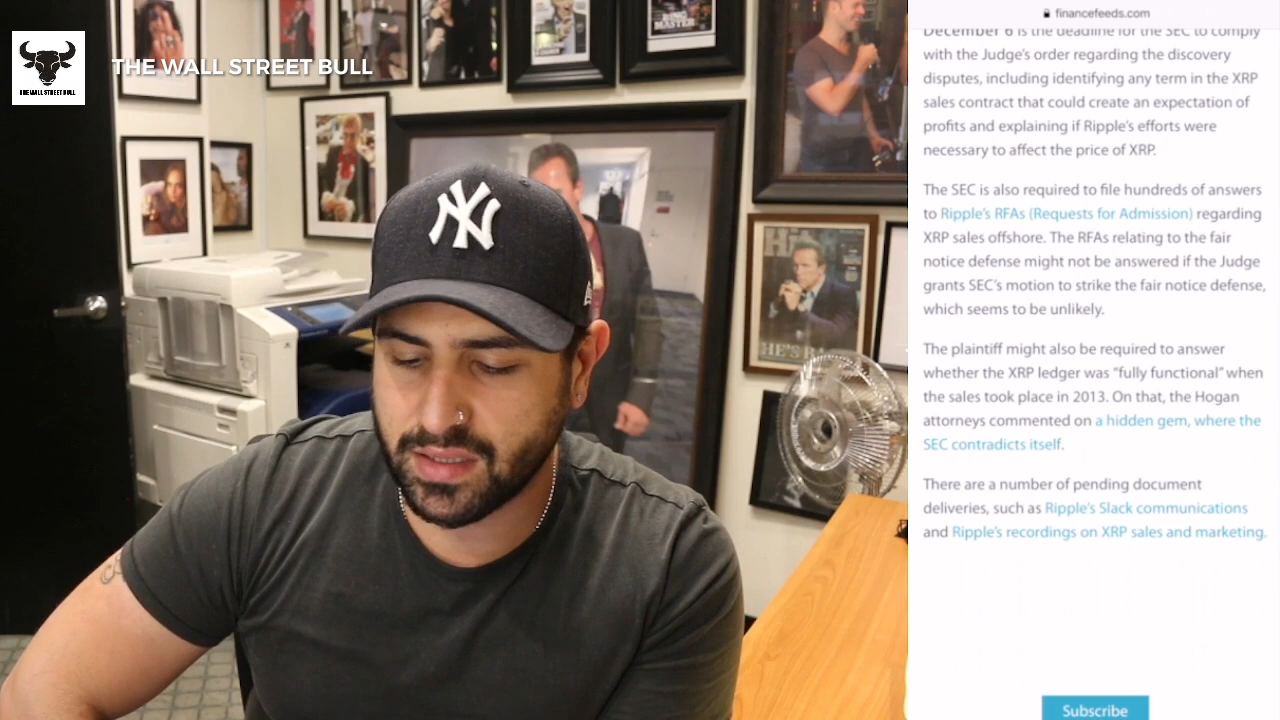 THE WALL STREET BULL
THE WALL STREET BULL
RING
MASTER
HE'S BA
financefeeds.com
December 6 is the deadline for the SEC to comply
with the Judge's order regarding the discovery
disputes, including identifying any term in the XRP
sales contract that could create an expectation of
profits and explaining if Ripple's efforts were
necessary to affect the price of XRP.
The SEC is also required to file hundreds of answers
to Ripple's RFAs (Requests for Admission) regarding
XRP sales offshore. The RFAs relating to the fair
notice defense might not be answered if the Judge
grants SEC's motion to strike the fair notice defense,
which seems to be unlikely.
The plaintiff might also be required to answer
whether the XRP ledger was “fully functional” when
the sales took place in 2013. On that, the Hogan
attorneys commented on a hidden gem, where the
SEC contradicts itself.
There are a number of pending document
deliveries, such as Ripple's Slack communications
and Ripple's recordings on XRP sales and marketing.
Subscribe